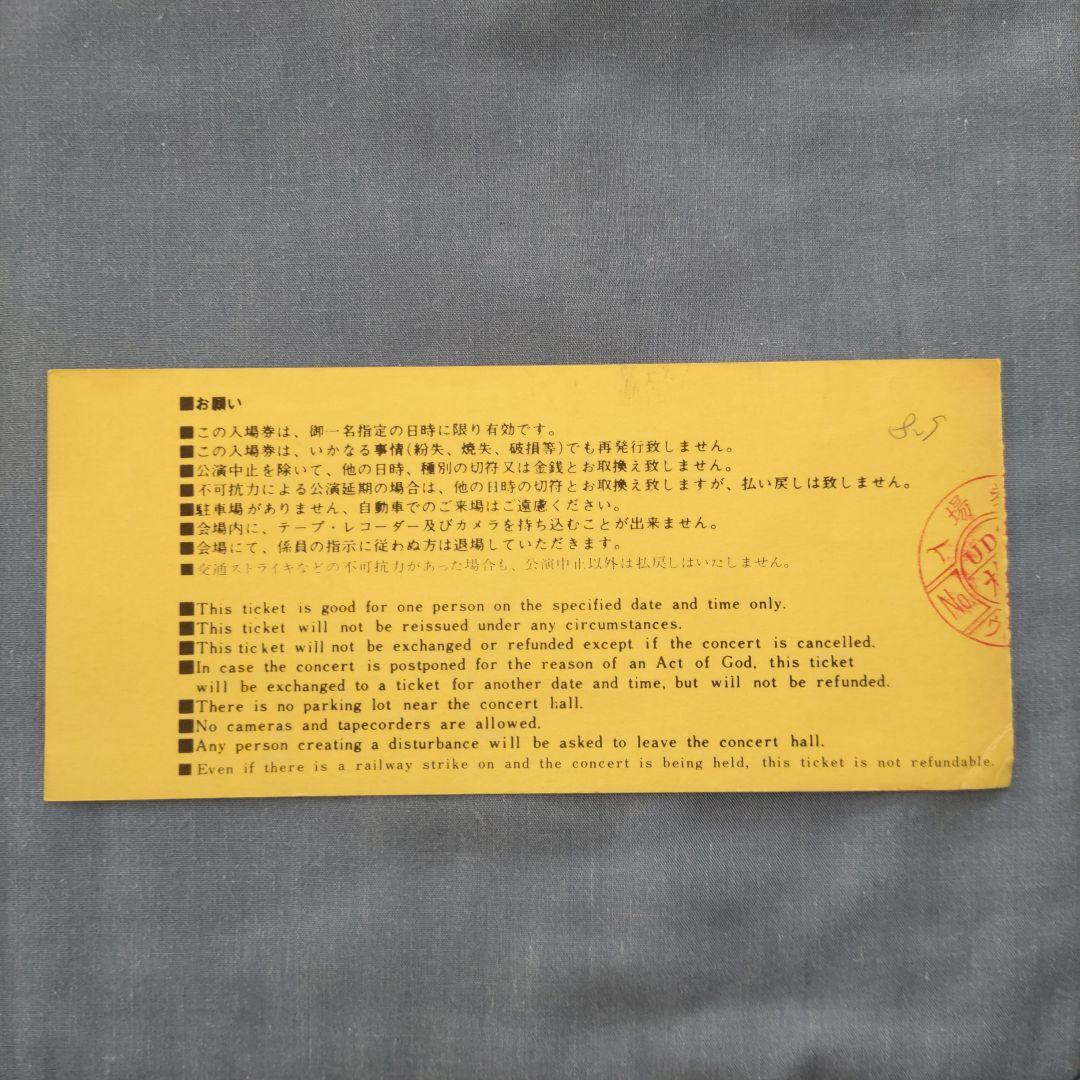 ■お願い
■この入場券は、御一名指定の日時に限り有効です。
■この入場券は、いかなる事情(紛失、焼失、破損等)でも再発行致しません。
■公演中止を除いて、他の日時、種別の切符又は金銭とお取換え致しません。
■不可抗力による公演延期の場合は、他の日時の切符とお取換え致しますが、払い戻しは致しません。
■駐車場がありません、自動車でのご来場はご遠慮ください。
■会場内に、テープ・レコーダー及びカメラを持ち込むことが出来ません。
■会場にて、係員の指示に従わぬ方は退場していただきます。
■交通ストライキなどの不可抗力があった場合も、公演中止以外は払戻しはいたしません。
■This ticket is good for one person on the specified date and time only.
■This ticket will not be reissued under any circumstances.
■This ticket will not be exchanged or refunded except if the concert is cancelled.
■In case the concert is postponed for the reason of an Act of God, this ticket
will be exchanged to a ticket for another date and time, but will not be refunded.
■There is no parking lot near the concert hall.
■No cameras and tapecorders are allowed.
■Any person creating a disturbance will be asked to leave the concert hall.
■Even if there is a railway strike on and the concert is being held, this ticket is not refundable.
入場
UD
No.
ウ